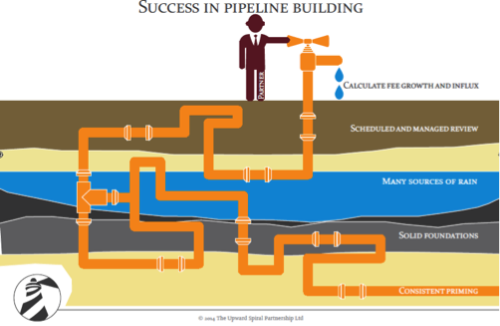 SUCCESS IN PIPELINE BUILDING
PARTNER
CALCULATE FEE GROWTH AND INFLUX
SCHEDULED AND MANAGED REVIEW
MANY SOURCES OF RAIN
SOLID FOUNDATIONS
CONSISTENT PRIMING
© 2014 The Upward Spiral Partnership Ltd